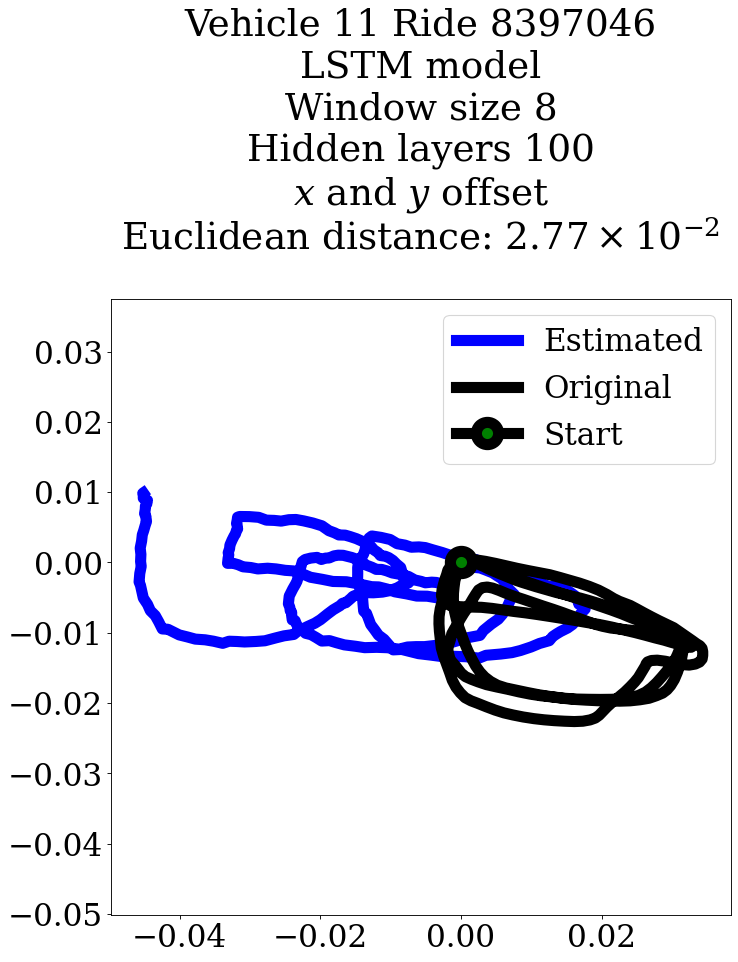 Vehicle 11 Ride 8397046
LSTM model
Window size 8
Hidden layers 100
x and y offset
Euclidean distance: 2.77 × 10⁻²
Estimated
Original
Start
0.03
0.02
0.01
0.00
−0.01
−0.02
−0.03
−0.04
−0.05
−0.04 −0.02 0.00 0.02